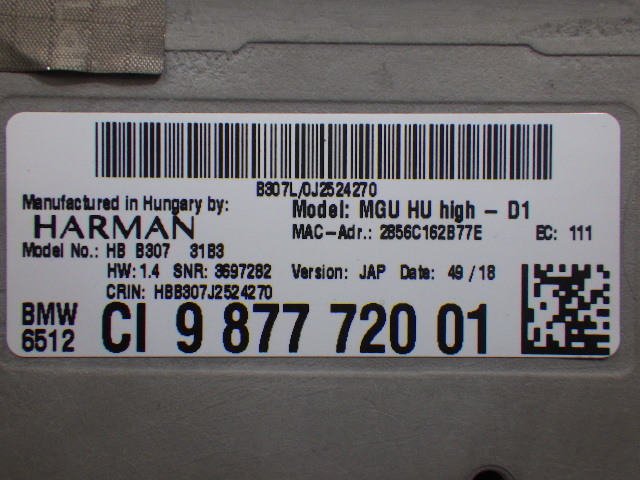 B307L/0J2524270
Manufactured in Hungary by:
HARMAN
Model: MGU HU high - D1
MAC-Adr.: 2856C162B77E EC: 111
Model No.: HB B307 31B3
HW: 1.4 SNR: 3697282 Version: JAP Date: 49/18
CRIN: HBB307J2524270
BMW
6512
CI 9 877 720 01